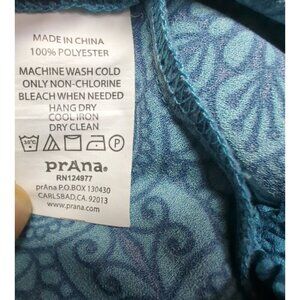 MADE IN CHINA
100% POLYESTER
MACHINE WASH COLD
ONLY NON-CHLORINE
BLEACH WHEN NEEDED
HANG DRY
COOL IRON
DRY CLEAN
30°C P
prAna®
RN124977
prAna P.O.BOX 130430
CARLSBAD, CA. 92013
www.prana.com